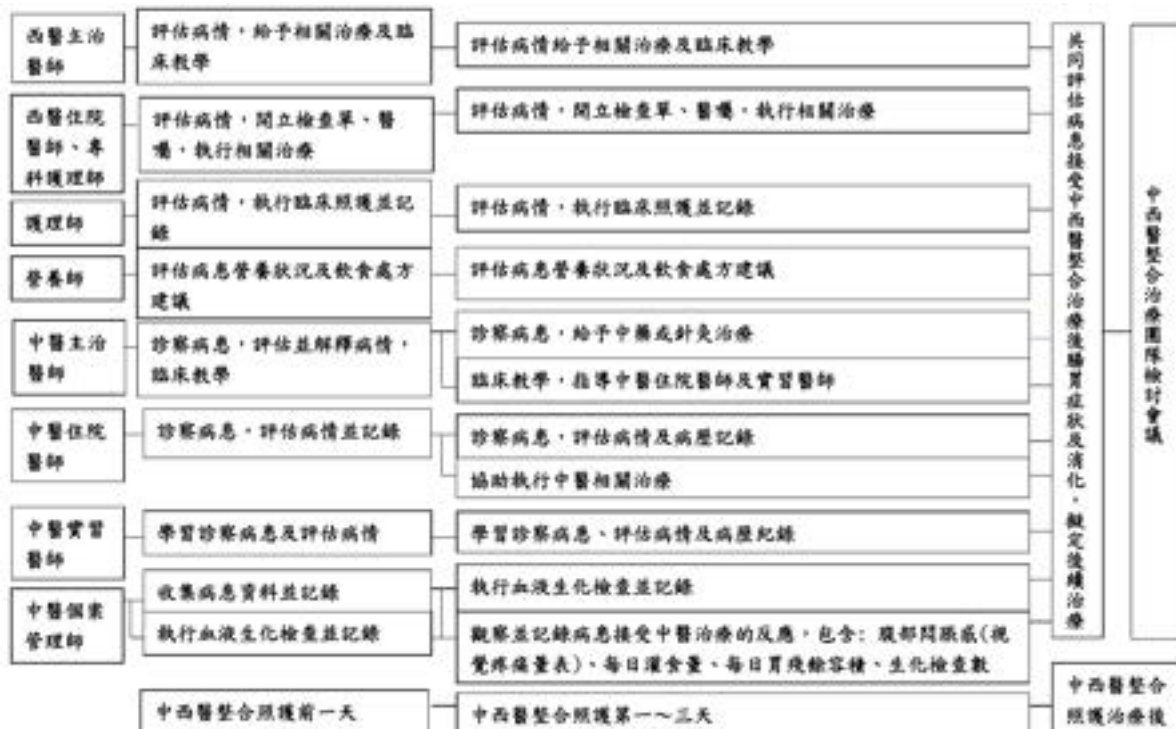 西醫主治
醫師
評估病情，給予相關治療及臨
床教學
評估病情給予相關治療及臨床教學
西醫住院
醫師、專
科護理師
評估病情，開立檢查單、醫
囑，執行相關治療
評估病情，開立檢查單、醫囑，執行相關治療
護理師
評估病情，執行臨床照護並記
錄
評估病情，執行臨床照護並記錄
營養師
評估病患營養狀況及飲食處方
建議
評估病患營養狀況及飲食處方建議
中醫主治
醫師
診察病患，評估並解釋病情，
臨床教學
診察病患，給予中藥或針灸治療
臨床教學，指導中醫住院醫師及實習醫師
中醫住院
醫師
診察病患，評估病情並記錄
診察病患，評估病情及病歷記錄
協助執行中醫相關治療
中醫實習
醫師
學習診察病患及評估病情
學習診察病患、評估病情及病歷紀錄
中醫個案
管理師
收集病患資料並記錄
執行血液生化檢查並記錄
執行血液生化檢查並記錄
觀察並記錄病患接受中醫治療的反應，包含: 腹部悶脹感(視
覺疼痛量表)、每日灌食量、每日胃殘餘容積、生化檢查數
共同評估病患接受中西醫整合治療後腸胃症狀及消化，擬定後續治療
中西醫整合治療團隊檢討會議
中西醫整合照護前一天
中西醫整合照護第一～三天
中西醫整合
照護治療後